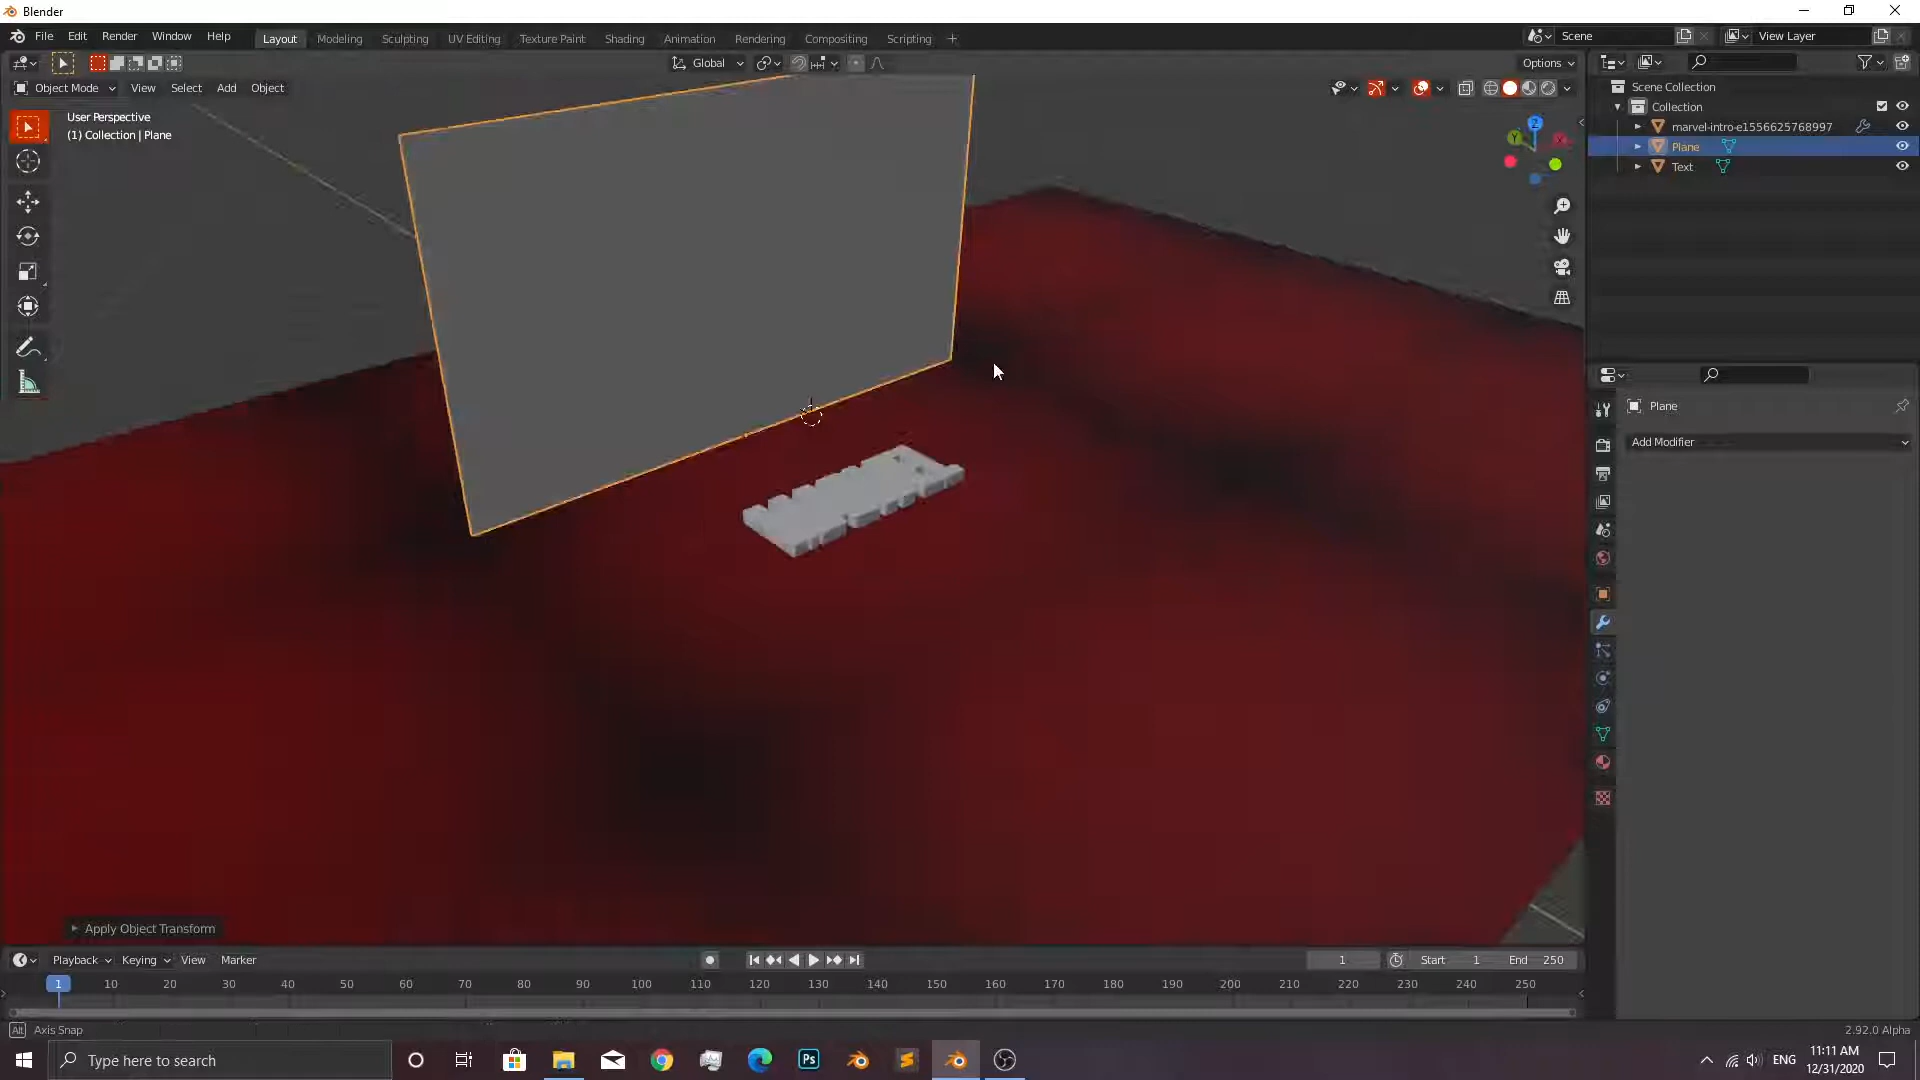 Blender
File Edit Render Window Help
Layout Modeling Sculpting UV Editing Texture Paint Shading Animation Rendering Compositing Scripting +
Scene
View Layer
Global
Options
Object Mode View Select Add Object
User Perspective
(1) Collection | Plane
Z
Y
X
Scene Collection
Collection
marvel-intro-e1556625768997
Plane
Text
Plane
Add Modifier
Apply Object Transform
Playback Keying View Marker
1
Start 1
End 250
1 10 20 30 40 50 60 70 80 90 100 110 120 130 140 150 160 170 180 190 200 210 220 230 240 250
Alt Axis Snap
2.92.0 Alpha
Type here to search
Ps
ENG
11:11 AM
12/31/2020